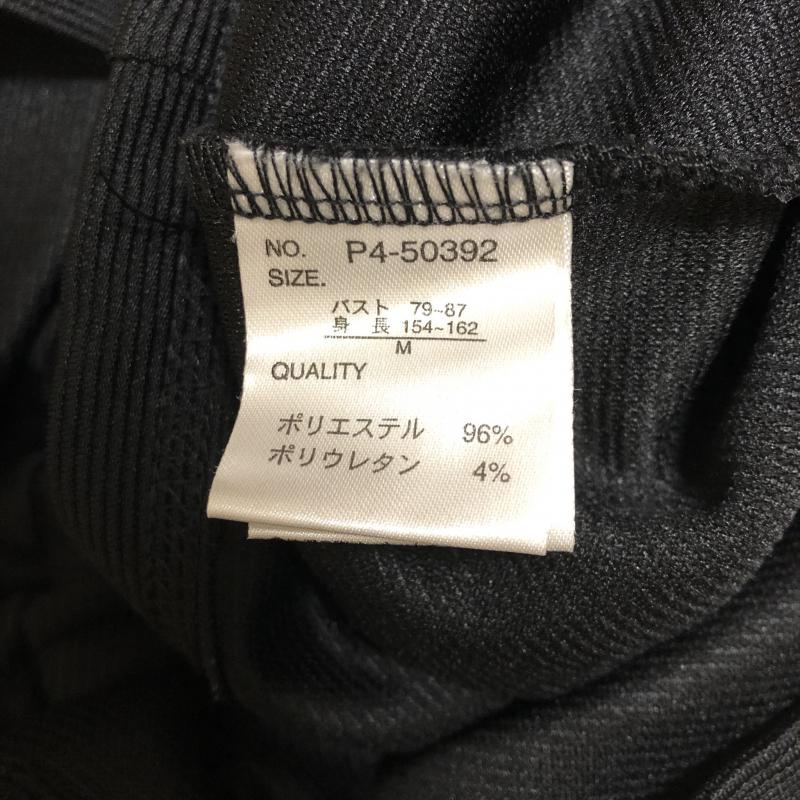 NO. P4-50392
SIZE.
バスト 79~87
身 長 154~162
M
QUALITY
ポリエステル 96%
ポリウレタン 4%